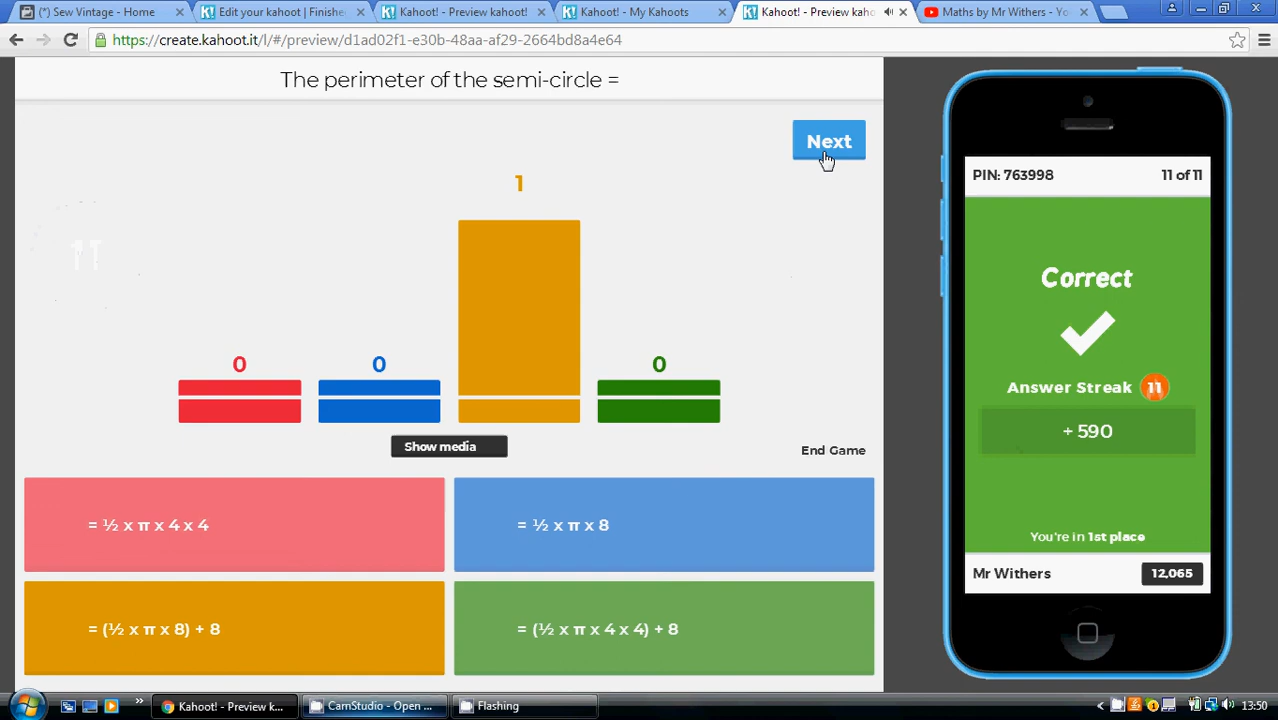 (*) Sew Vintage - Home
Edit your kahoot | Finishe
Kahoot! - Preview kahoot!
Kahoot! - My Kahoots
Kahoot! - Preview kaho
Maths by Mr Withers - Yo
https://create.kahoot.it/l/#/preview/d1ad02f1-e30b-48aa-af29-2664bd8a4e64
The perimeter of the semi-circle =
Next
1
11
0
0
0
Show media
End Game
= ½ x π x 4 x 4
= ½ x π x 8
= (½ x π x 8) + 8
= (½ x π x 4 x 4) + 8
PIN: 763998
11 of 11
Correct
Answer Streak 11
+ 590
You're in 1st place
Mr Withers
12,065
Kahoot! - Preview k...
CamStudio - Open ...
Flashing
13:50